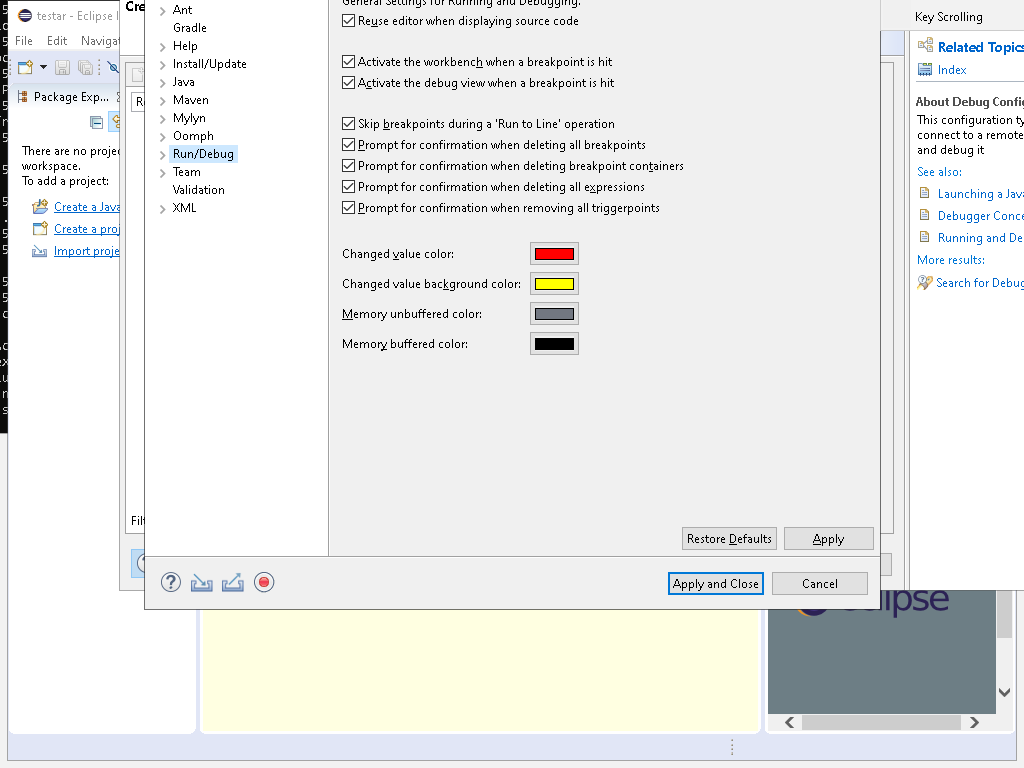 testar - Eclipse
File Edit Navigat
Package Exp...
There are no proje
workspace.
To add a project:
Create a Java
Create a proj
Import proje
Cre
Ant
Gradle
Help
Install/Update
Java
Maven
Mylyn
Oomph
Run/Debug
Team
Validation
XML
General Settings for Running and Debugging.
Reuse editor when displaying source code
Activate the workbench when a breakpoint is hit
Activate the debug view when a breakpoint is hit
Skip breakpoints during a 'Run to Line' operation
Prompt for confirmation when deleting all breakpoints
Prompt for confirmation when deleting breakpoint containers
Prompt for confirmation when deleting all expressions
Prompt for confirmation when removing all triggerpoints
Changed value color:
Changed value background color:
Memory unbuffered color:
Memory buffered color:
Restore Defaults
Apply
Apply and Close
Cancel
Filt
Key Scrolling
Related Topics
Index
About Debug Config
This configuration ty
connect to a remote
and debug it
See also:
Launching a Java
Debugger Conce
Running and De
More results:
Search for Debug
eclipse